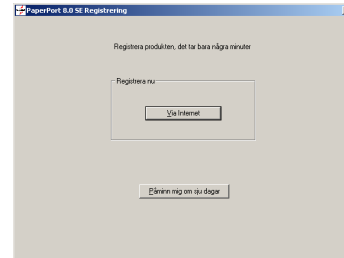 PaperPort 8.0 SE Registrering
Registrera produkten, det tar bara några minuter
Registrera nu
Via Internet
Påminn mig om sju dagar